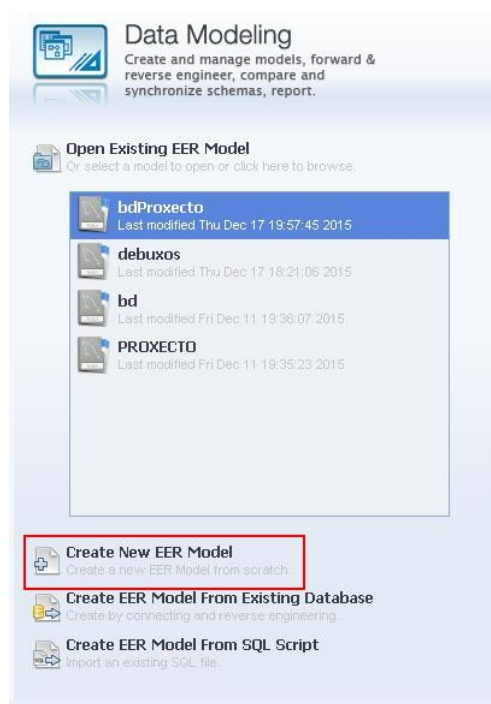 Data Modeling
Create and manage models, forward &
reverse engineer, compare and
synchronize schemas, report.
Open Existing EER Model
Or select a model to open or click here to browse.
bdProxecto
Last modified Thu Dec 17 19:57:45 2015
debuxos
Last modified Thu Dec 17 18:21:06 2015
bd
Last modified Fri Dec 11 19:36:07 2015
PROXECTO
Last modified Fri Dec 11 19:35:23 2015
Create New EER Model
Create a new EER Model from scratch.
Create EER Model From Existing Database
Create by connecting and reverse engineering.
Create EER Model From SQL Script
Import an existing SQL file.